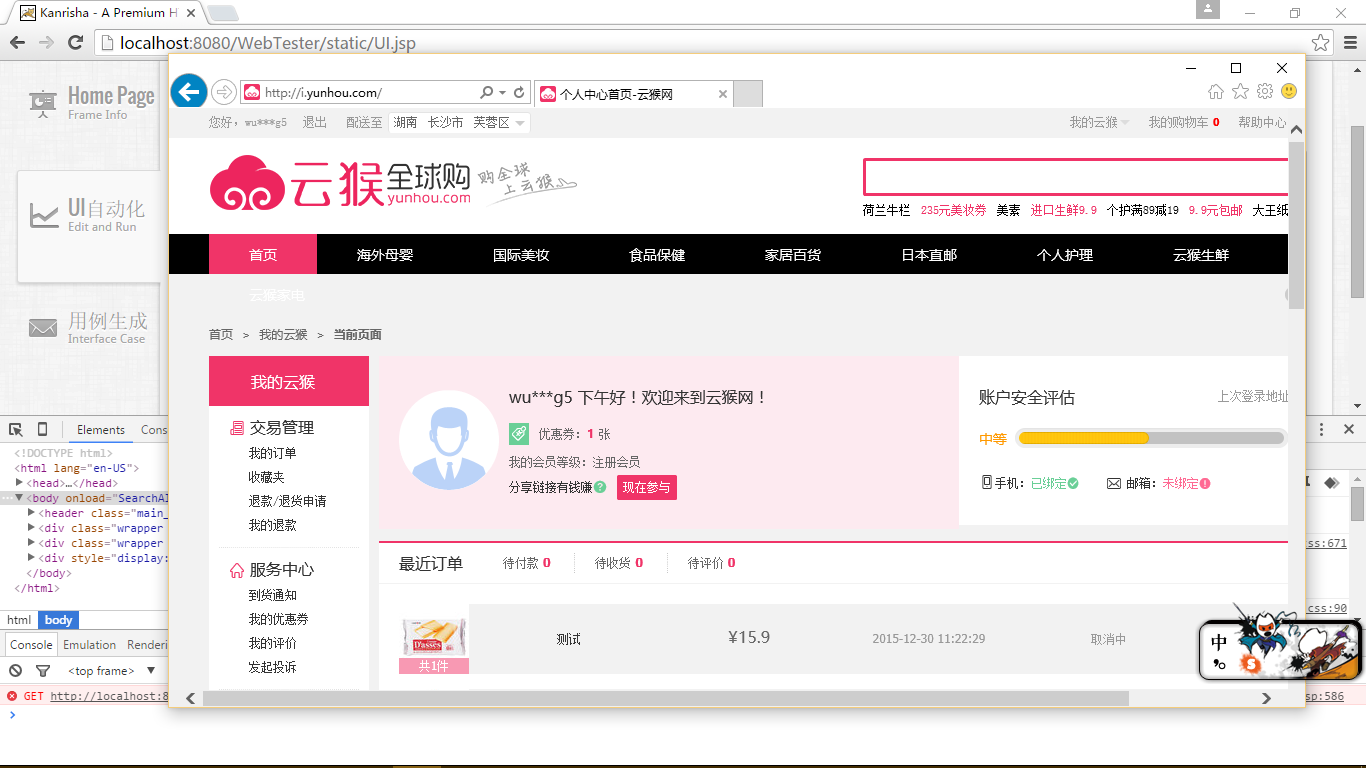 Kanrisha - A Premium H
localhost:8080/WebTester/static/UI.jsp
Home Page
Frame Info
UI自动化
Edit and Run
用例生成
Interface Case
http://i.yunhou.com/
个人中心首页-云猴网
您好，wu***g5 退出 配送至 湖南 长沙市 芙蓉区
我的云猴 我的购物车 0 帮助中心
云猴全球购
yunhou.com
购全球
上云猴
荷兰牛栏 235元美妆券 美素 进口生鲜9.9 个护满89减19 9.9元包邮 大王纸
首页 海外母婴 国际美妆 食品保健 家居百货 日本直邮 个人护理 云猴生鲜
云猴家电
首页 > 我的云猴 > 当前页面
我的云猴
交易管理
我的订单
收藏夹
退款/退货申请
我的退款
服务中心
到货通知
我的优惠券
我的评价
发起投诉
wu***g5 下午好！欢迎来到云猴网！
优惠券：1 张
我的会员等级：注册会员
分享链接有钱赚 现在参与
账户安全评估 上次登录地址
中等
手机：已绑定 邮箱：未绑定
最近订单 待付款 0 待收货 0 待评价 0
D'asses
共1件
测试 ¥15.9 2015-12-30 11:22:29 取消中
Elements Cons
<!DOCTYPE html>
<html lang="en-US">
<head>…</head>
<body onload="SearchAl
<header class="main_
<div class="wrapper
<div class="wrapper
<div style="display:
</body>
</html>
html body
Console Emulation Renderi
<top frame>
GET http://localhost:8
ss:671
css:90
sp:586
中